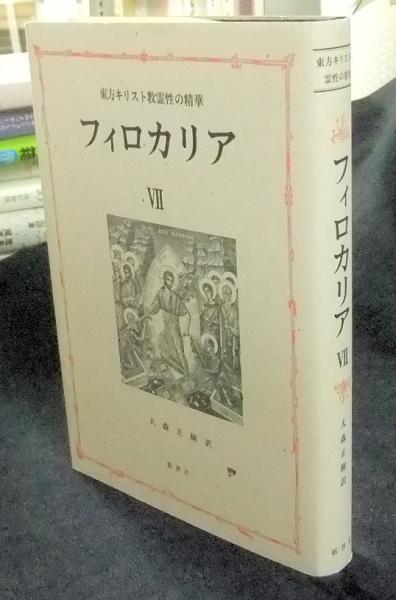 東方キリスト教霊性の精華
フィロカリア
VII
大森正樹訳
新世社
東方キリスト
霊性の精華
フィロカリア
VII
大森正樹訳
新世